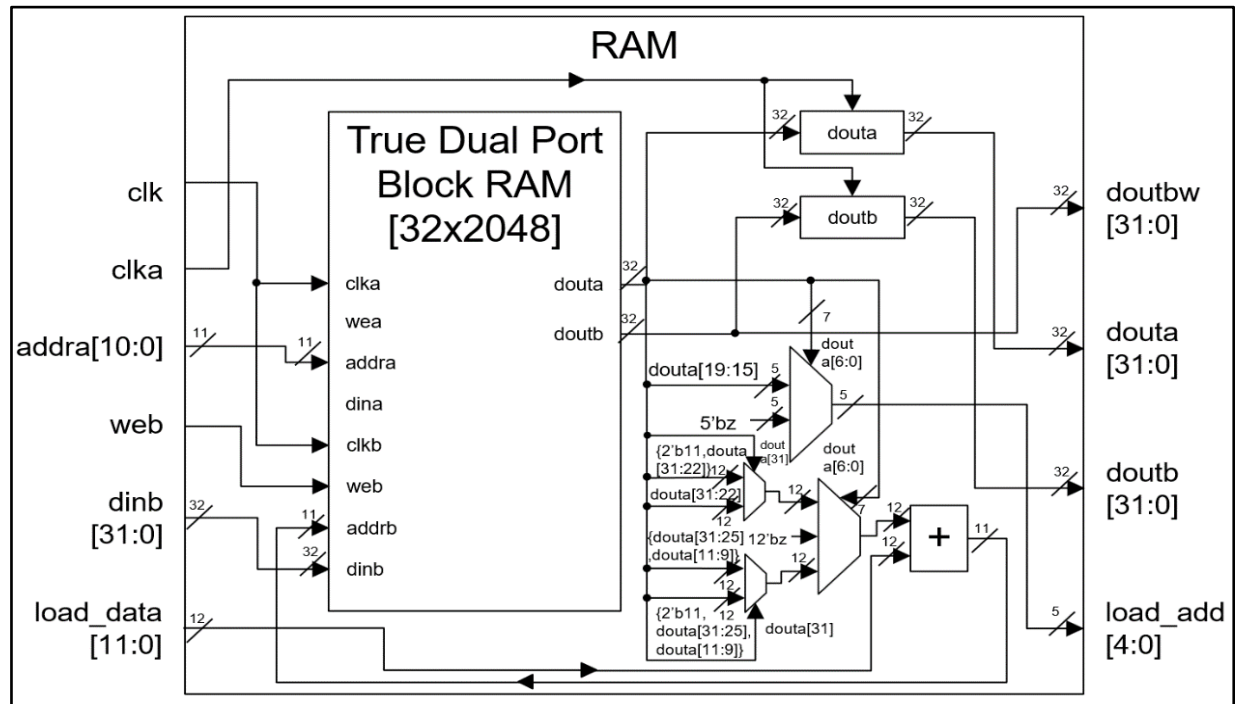 RAM
True Dual Port
Block RAM
[32x2048]
clk
clka
addra[10:0]
11
web
dinb
[31:0]
32
load_data
[11:0]
12
clka
wea
11
addra
dina
clkb
web
11
addrb
32
dinb
douta
32
doutb
32
32
douta
32
32
doutb
32
7
dout
a[6:0]
douta[19:15]
5
5
5'bz
5
dout
a[31]
dout
a[6:0]
{2'b11,douta
[31:22]}
12
douta[31:22]
12
12
7
{douta[31:25]
,douta[11:9]}
12'bz
12
12
12
12
{2'b11,
douta[31:25],
douta[11:9]}
douta[31]
12
12
+
11
32
doutbw
[31:0]
32
douta
[31:0]
32
doutb
[31:0]
5
load_add
[4:0]